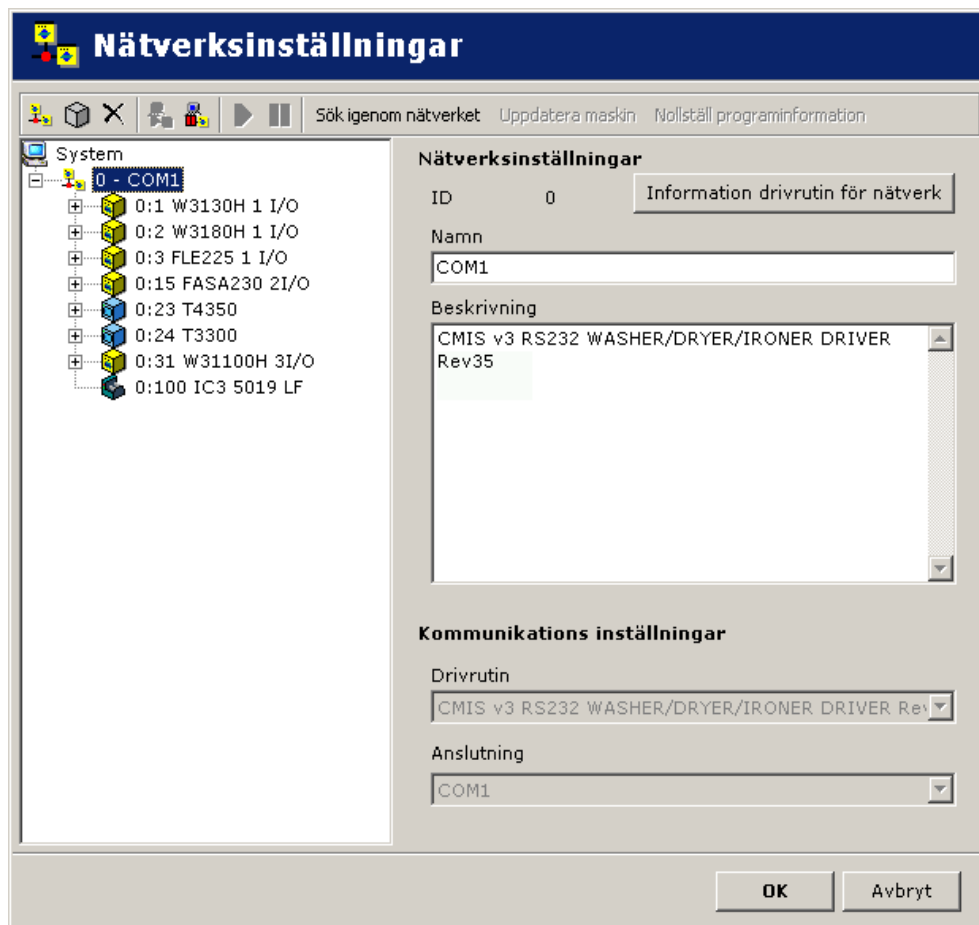 Nätverksinställningar
Sök igenom nätverket Uppdatera maskin Nollställ programinformation
System
0 - COM1
0:1 W3130H 1 I/O
0:2 W3180H 1 I/O
0:3 FLE225 1 I/O
0:15 FASA230 2I/O
0:23 T4350
0:24 T3300
0:31 W31100H 3I/O
0:100 IC3 5019 LF
Nätverksinställningar
ID 0 Information drivrutin för nätverk
Namn
COM1
Beskrivning
CMIS v3 RS232 WASHER/DRYER/IRONER DRIVER
Rev35
Kommunikations inställningar
Drivrutin
CMIS v3 RS232 WASHER/DRYER/IRONER DRIVER Rev
Anslutning
COM1
OK Avbryt